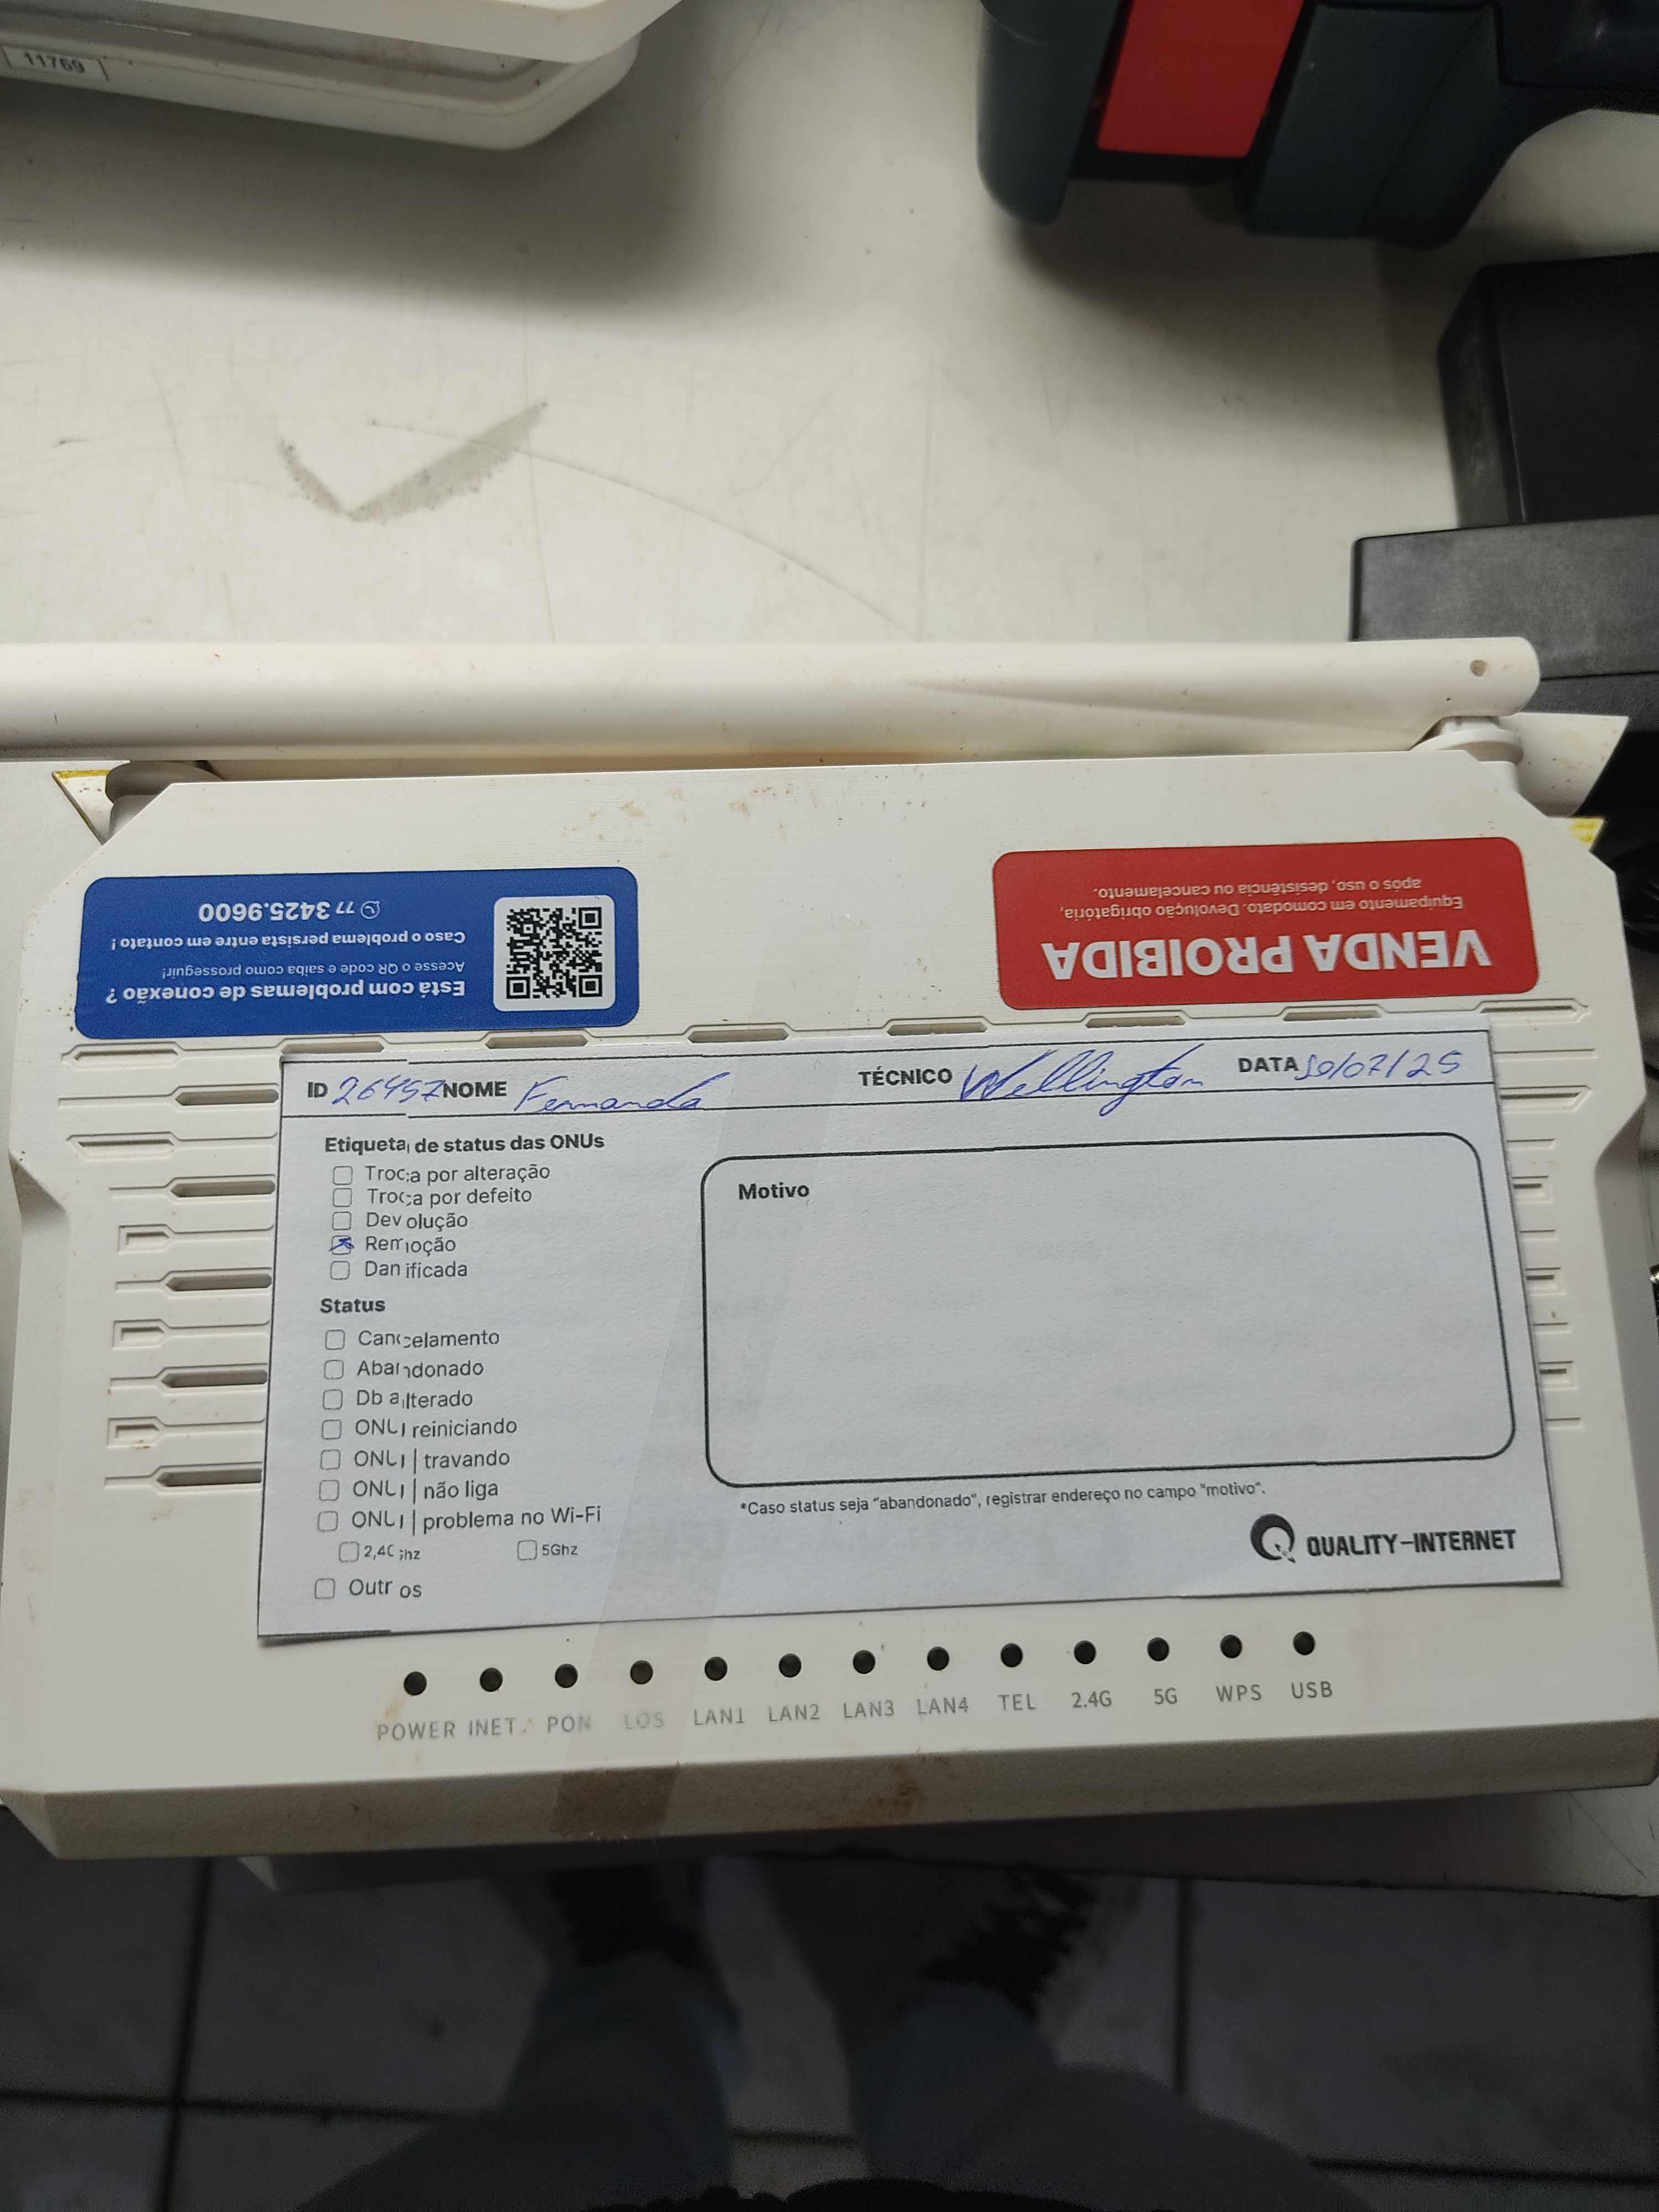 11769
Está com problemas de conexão ?
Acesse o QR code e saiba como prosseguir!
Caso o problema persista entre em contato !
77 3425.9600
VENDA PROIBIDA
Equipamento em comodato. Devolução obrigatória,
após o uso, desistência ou cancelamento.
ID 26457 NOME Fernanda TÉCNICO Wellington DATA 10/07/25
Etiqueta de status das ONUs
Troca por alteração
Troca por defeito
Devolução
Remoção
Danificada
Status
Cancelamento
Abandonado
Db alterado
ONU reiniciando
ONU | travando
ONU | não liga
ONU | problema no Wi-Fi
2,4Ghz 5Ghz
Outros
Motivo
*Caso status seja "abandonado", registrar endereço no campo "motivo".
QUALITY-INTERNET
POWER INET. PON LOS LAN1 LAN2 LAN3 LAN4 TEL 2.4G 5G WPS USB